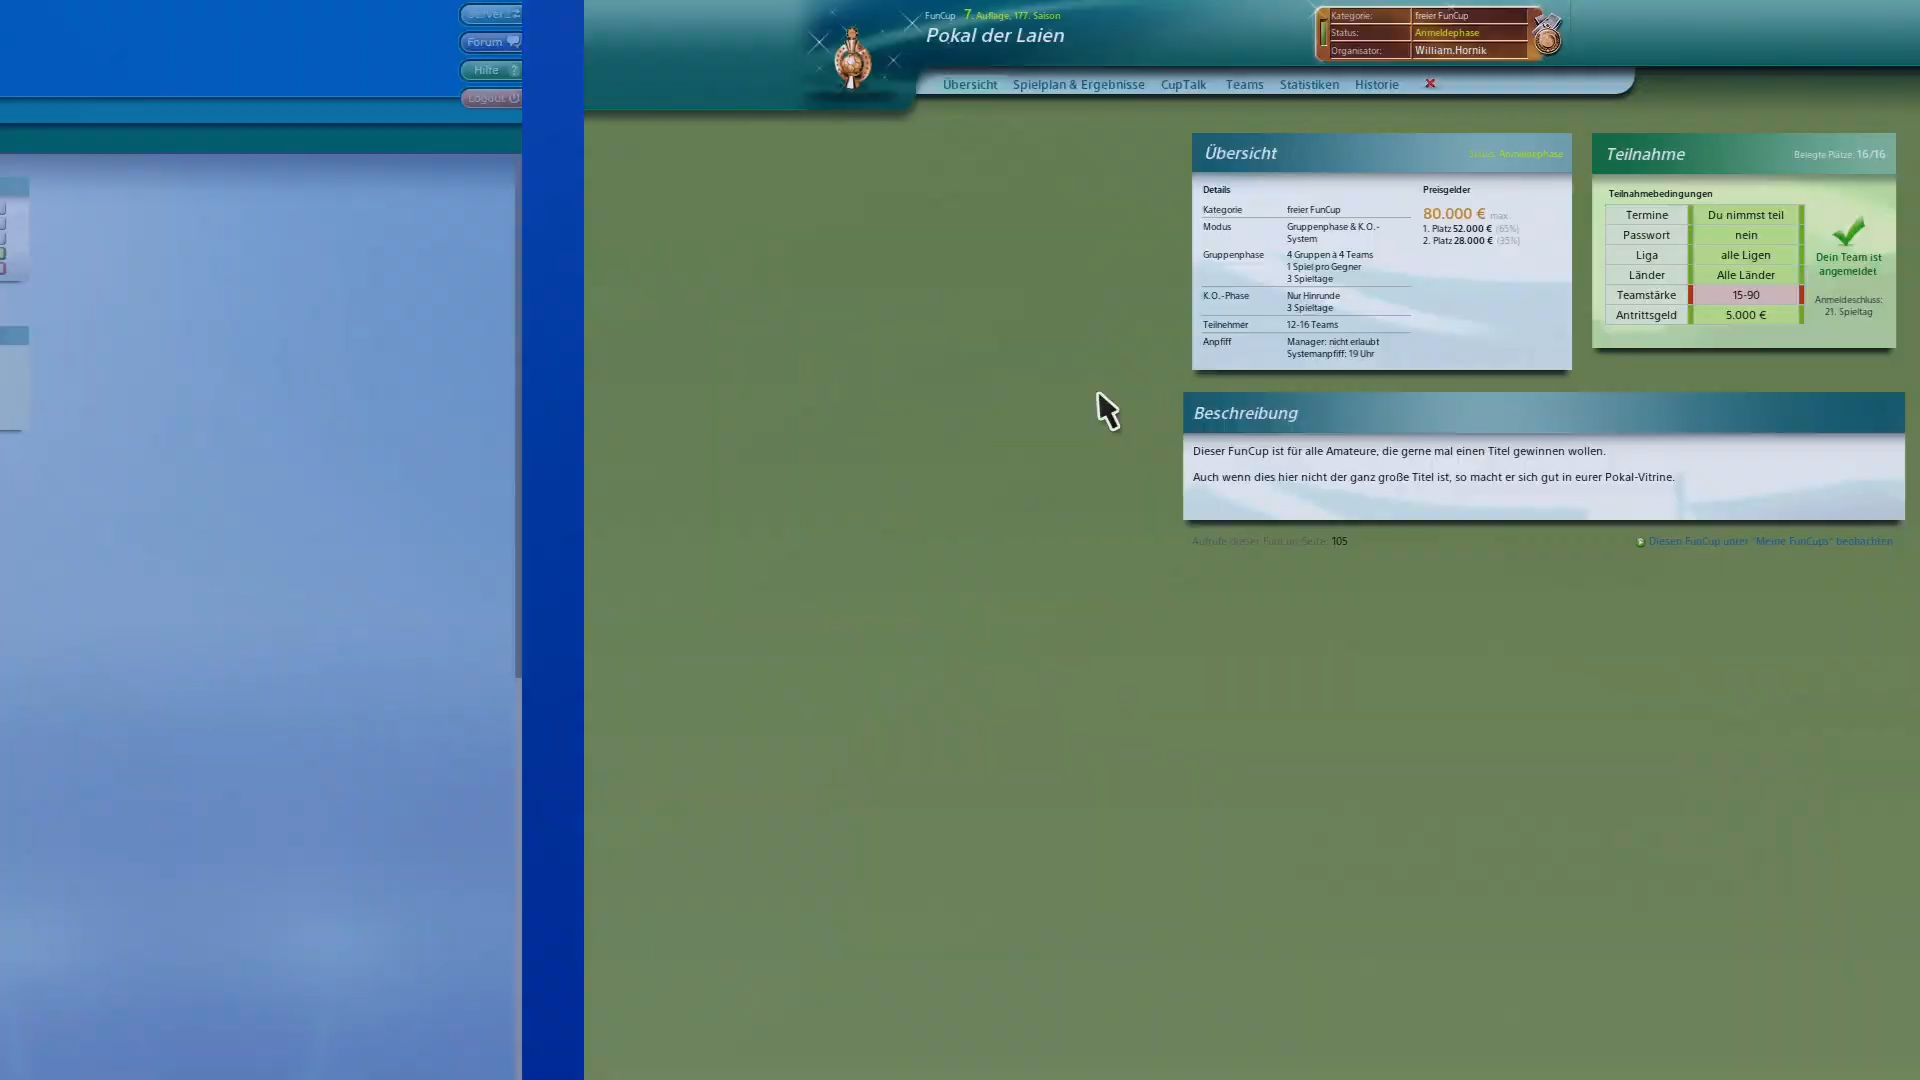 Server
Forum
Hilfe
Logout
FunCup 7. Auflage, 177. Saison
Pokal der Laien
Kategorie: freier FunCup
Status: Anmeldephase
Organisator: William.Hornik
Übersicht Spielplan & Ergebnisse CupTalk Teams Statistiken Historie
Übersicht
Status: Anmeldephase
Details
Kategorie freier FunCup
Modus Gruppenphase & K.O.-
System
Gruppenphase 4 Gruppen à 4 Teams
1 Spiel pro Gegner
3 Spieltage
K.O.-Phase Nur Hinrunde
3 Spieltage
Teilnehmer 12-16 Teams
Anpfiff Manager: nicht erlaubt
Systemanpfiff: 19 Uhr
Preisgelder
80.000 € max.
1. Platz 52.000 € (65%)
2. Platz 28.000 € (35%)
Teilnahme
Belegte Plätze: 16/16
Teilnahmebedingungen
Termine Du nimmst teil
Passwort nein
Liga alle Ligen
Länder Alle Länder
Teamstärke 15-90
Antrittsgeld 5.000 €
Dein Team ist
angemeldet
Anmeldeschluss:
21. Spieltag
Beschreibung
Dieser FunCup ist für alle Amateure, die gerne mal einen Titel gewinnen wollen.
Auch wenn dies hier nicht der ganz große Titel ist, so macht er sich gut in eurer Pokal-Vitrine.
Aufrufe dieser FunCup-Seite: 105
Diesen FunCup unter "Meine FunCups" beobachten